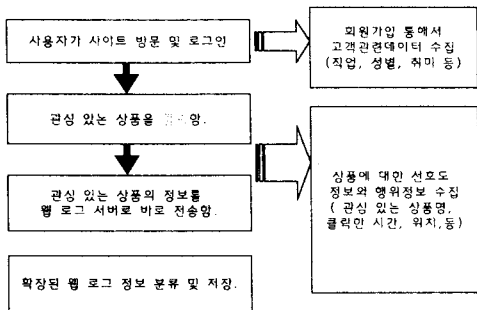 사용자가 사이트 방문 및 로그인
회원가입 통해서
고객관련데이터 수집
(직업, 성별, 취미 등)
관심 있는 상품을
관심 있는 상품의 정보를
웹 로그 서버로 바로 전송함.
상품에 대한 선호도
정보와 행위정보 수집
( 관심 있는 상품명,
클릭한 시간, 위치,등)
확장된 웹 로그 정보 분류 및 저장.